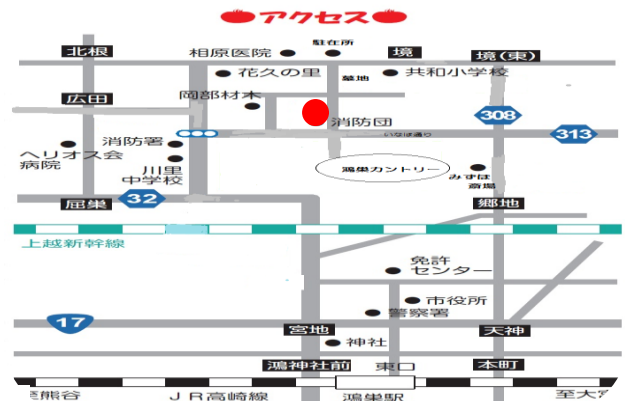 アクセス
北根
相原医院
駐在所
境
境(東)
花久の里
墓地
共和小学校
広田
岡部材木
消防団
308
313
消防署
いなほ通り
ヘリオス会
病院
川里
中学校
鴻巣カントリー
みずほ
斎場
屈巣
32
郷地
上越新幹線
免許
センター
市役所
17
警察署
宮地
天神
神社
鴻神社前
東口
本町
至熊谷
JR高崎線
鴻巣駅
至大宮